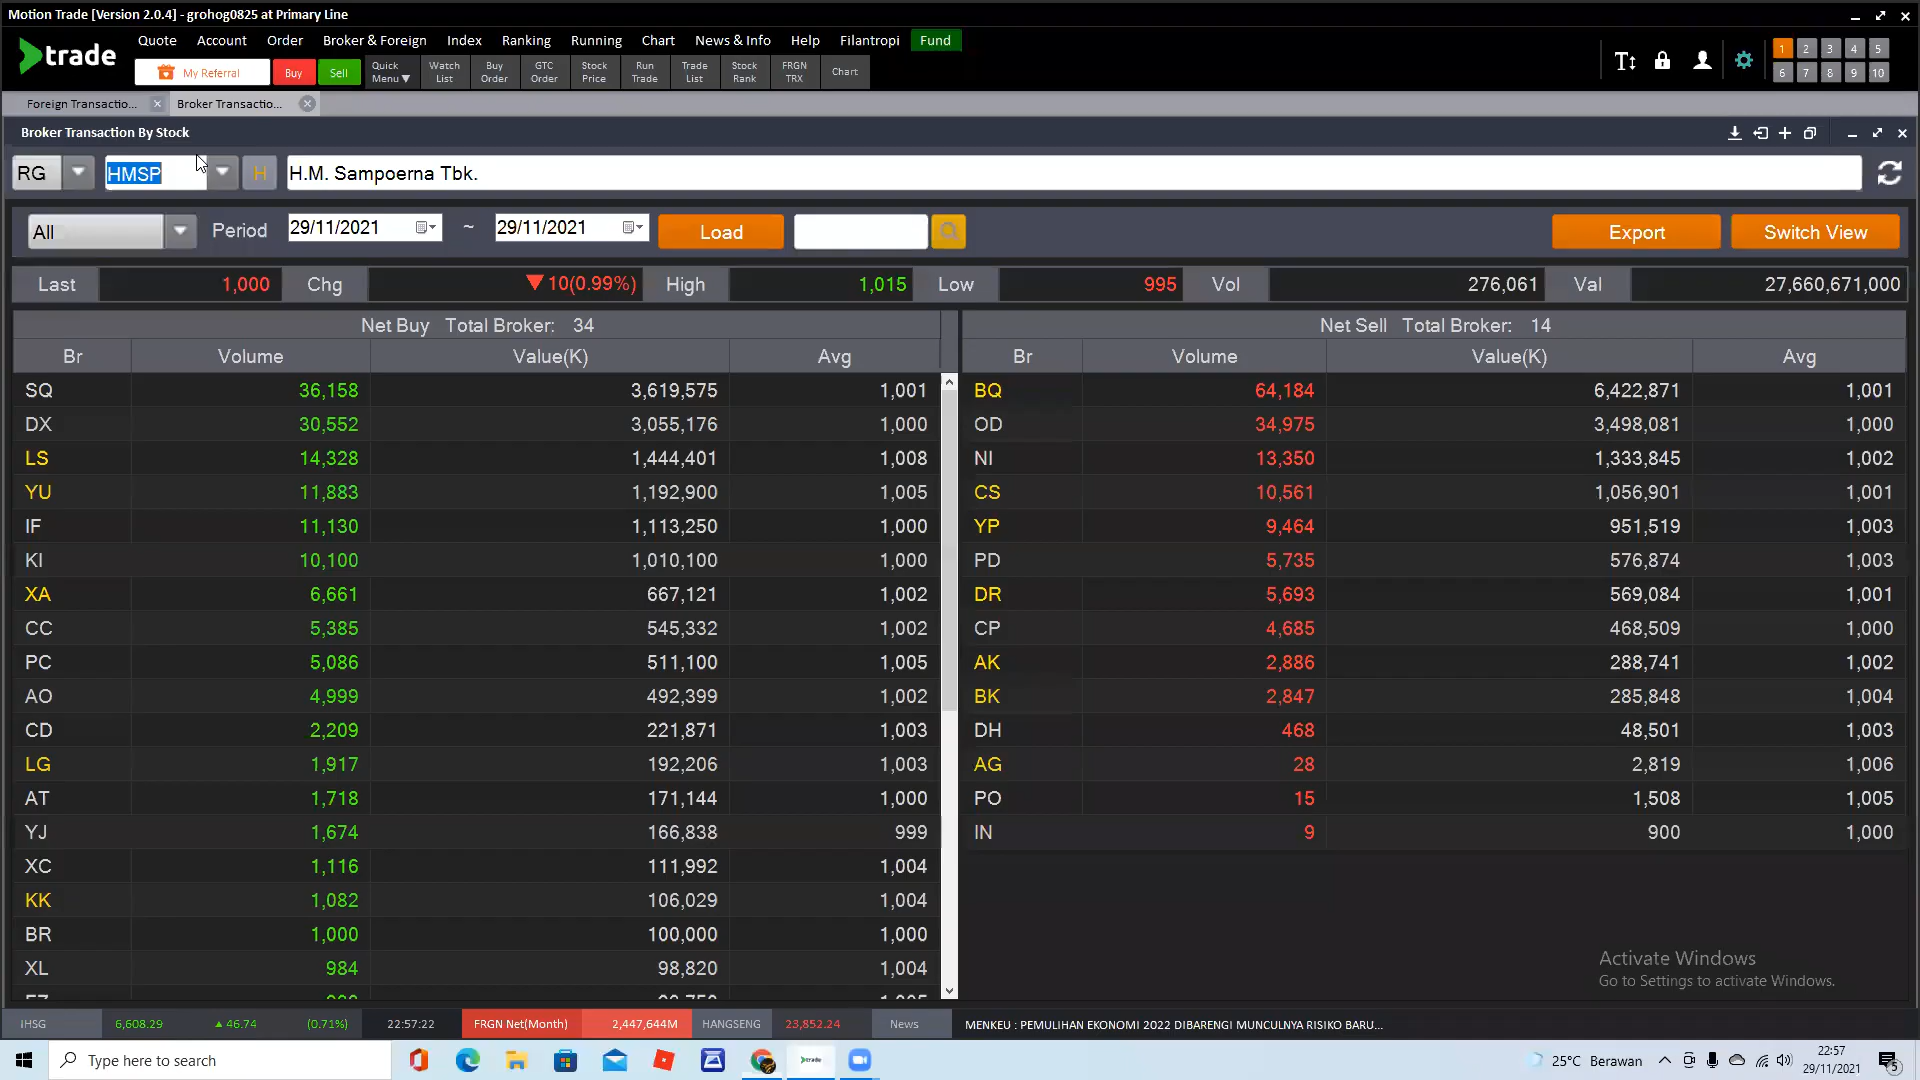 Motion Trade [Version 2.0.4] - grohog0825 at Primary Line
trade
Quote Account Order Broker & Foreign Index Ranking Running Chart News & Info Help Filantropi Fund
My Referral Buy Sell Quick Menu▼ Watch List Buy Order GTC Order Stock Price Run Trade Trade List Stock Rank FRGN TRX Chart
1 2 3 4 5
6 7 8 9 10
Foreign Transactio... Broker Transactio...
Broker Transaction By Stock
RG HMSP H H.M. Sampoerna Tbk.
All Period 29/11/2021 ~ 29/11/2021 Load Export Switch View
Last 1,000 Chg ▼10(0.99%) High 1,015 Low 995 Vol 276,061 Val 27,660,671,000
Net Buy Total Broker: 34 Net Sell Total Broker: 14
Br Volume Value(K) Avg Br Volume Value(K) Avg
SQ 36,158 3,619,575 1,001 BQ 64,184 6,422,871 1,001
DX 30,552 3,055,176 1,000 OD 34,975 3,498,081 1,000
LS 14,328 1,444,401 1,008 NI 13,350 1,333,845 1,002
YU 11,883 1,192,900 1,005 CS 10,561 1,056,901 1,001
IF 11,130 1,113,250 1,000 YP 9,464 951,519 1,003
KI 10,100 1,010,100 1,000 PD 5,735 576,874 1,003
XA 6,661 667,121 1,002 DR 5,693 569,084 1,001
CC 5,385 545,332 1,002 CP 4,685 468,509 1,000
PC 5,086 511,100 1,005 AK 2,886 288,741 1,002
AO 4,999 492,399 1,002 BK 2,847 285,848 1,004
CD 2,209 221,871 1,003 DH 468 48,501 1,003
LG 1,917 192,206 1,003 AG 28 2,819 1,006
AT 1,718 171,144 1,000 PO 15 1,508 1,005
YJ 1,674 166,838 999 IN 9 900 1,000
XC 1,116 111,992 1,004
KK 1,082 106,029 1,004
BR 1,000 100,000 1,000
XL 984 98,820 1,004
Activate Windows
Go to Settings to activate Windows.
IHSG 6,608.29 ▲ 46.74 (0.71%) 22:57:22 FRGN Net(Month) 2,447,644M HANGSENG 23,852.24 News MENKEU : PEMULIHAN EKONOMI 2022 DIBARENGI MUNCULNYA RISIKO BARU...
Type here to search trade 25°C Berawan 22:57
29/11/2021 5